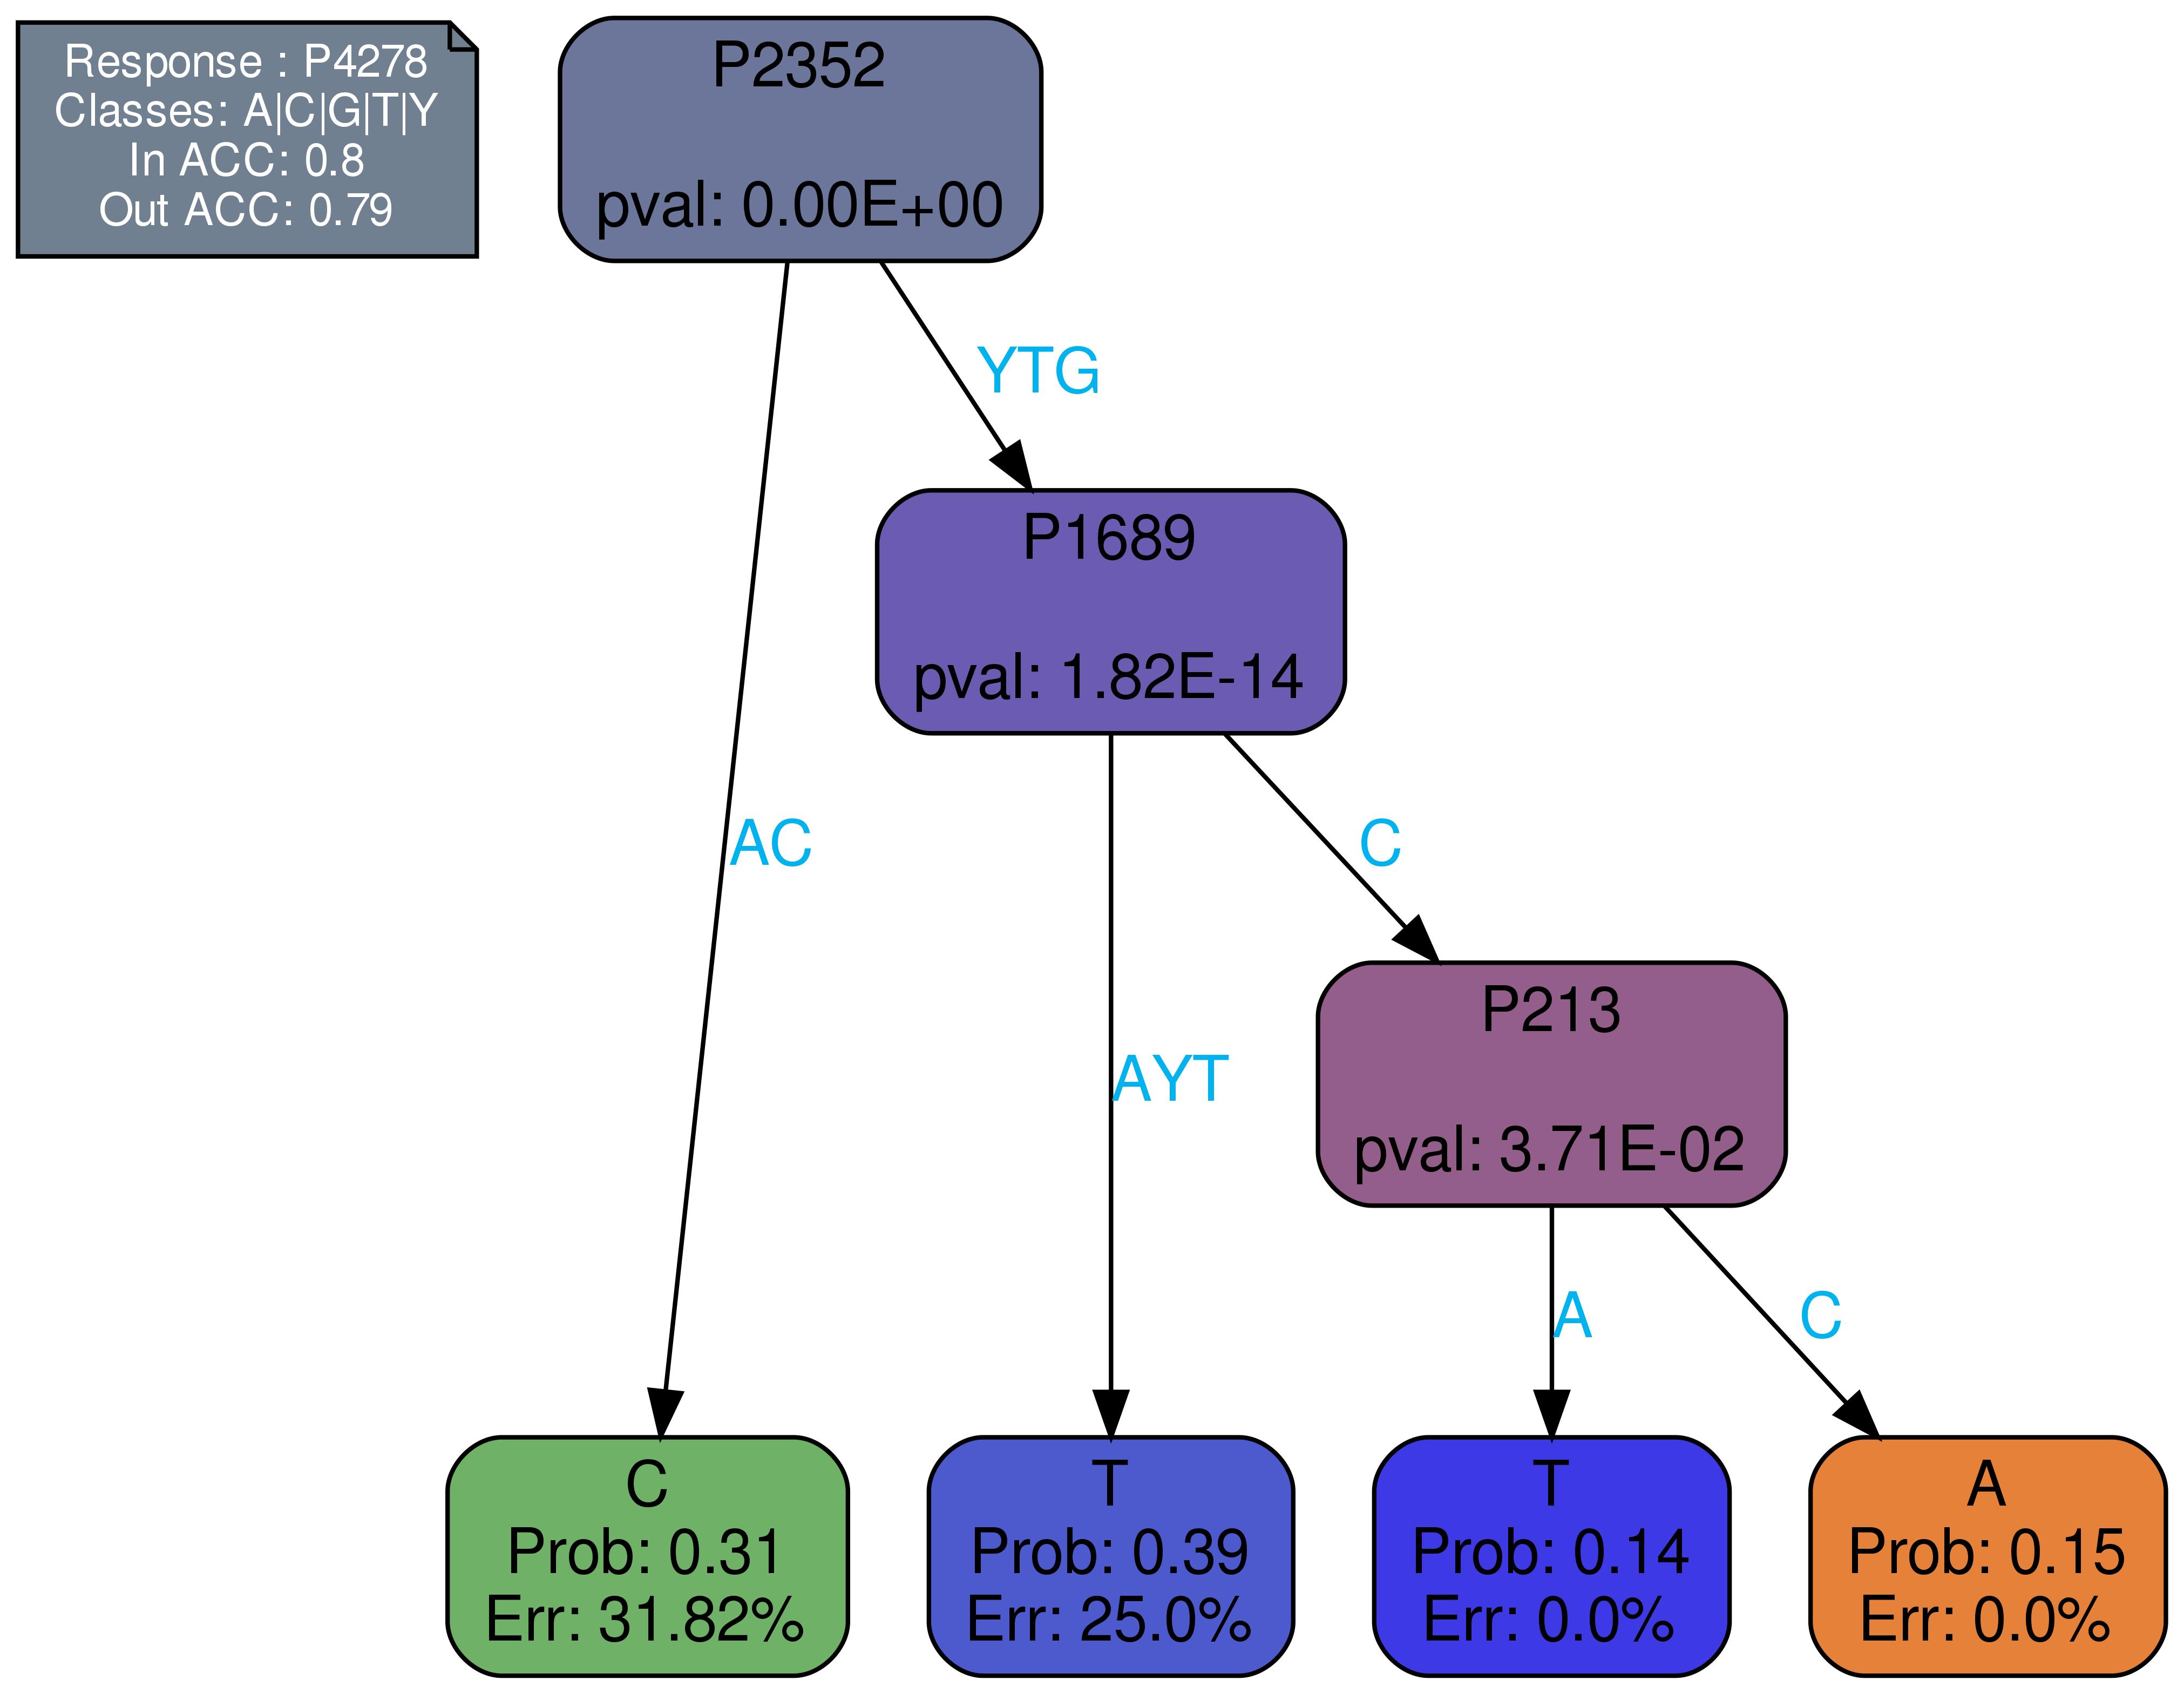 Response : P4278
Classes: A|C|G|T|Y
In ACC: 0.8
Out ACC: 0.79
P2352
pval: 0.00E+00
YTG
P1689
pval: 1.82E-14
AC
C
P213
pval: 3.71E-02
AYT
A
C
C
Prob: 0.31
Err: 31.82%
T
Prob: 0.39
Err: 25.0%
T
Prob: 0.14
Err: 0.0%
A
Prob: 0.15
Err: 0.0%